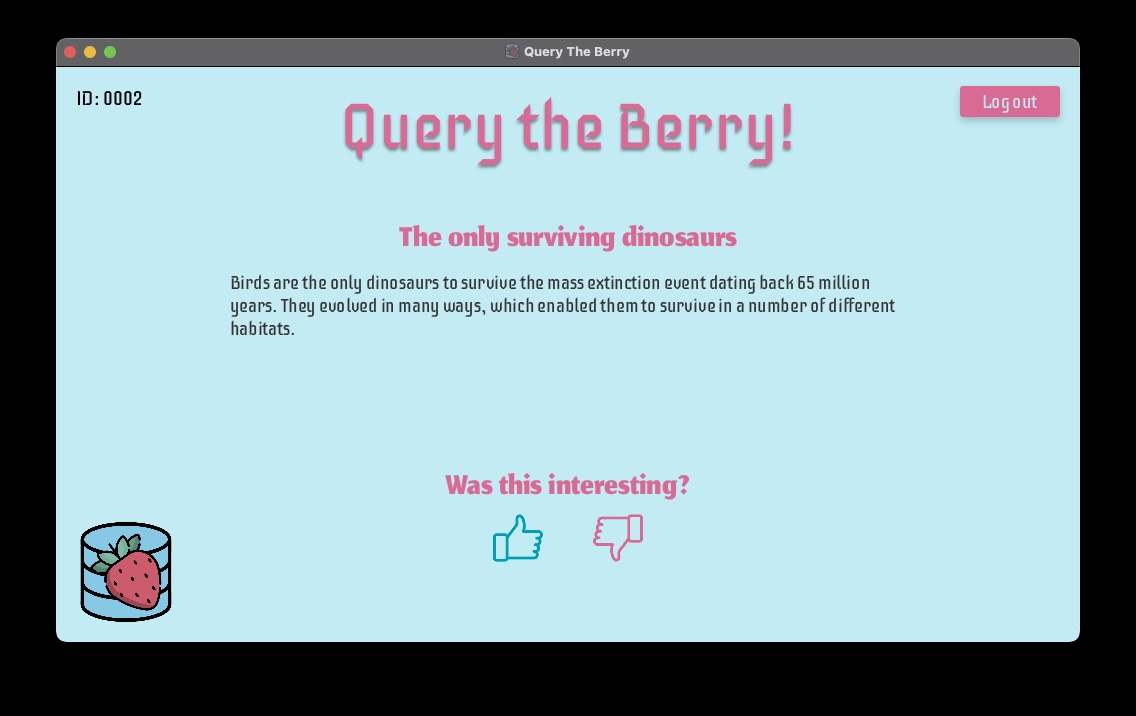 Query The Berry
ID: 0002
Logout
Query the Berry!
The only surviving dinosaurs
Birds are the only dinosaurs to survive the mass extinction event dating back 65 million
years. They evolved in many ways, which enabled them to survive in a number of different
habitats.
Was this interesting?